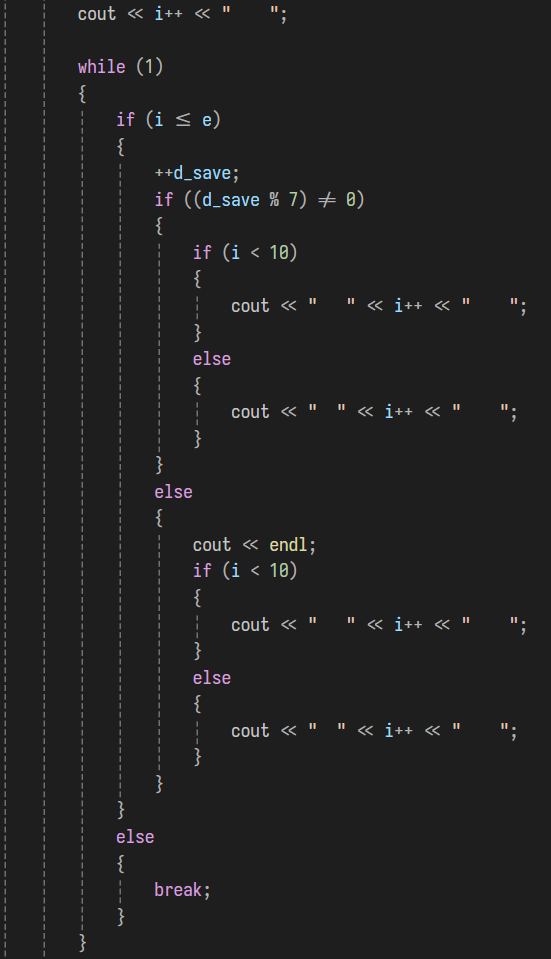 cout << i++ << "    ";
while (1)
{
if (i <= e)
{
++d_save;
if ((d_save % 7) != 0)
{
if (i < 10)
{
cout << "   " << i++ << "    ";
}
else
{
cout << "  " << i++ << "    ";
}
}
else
{
cout << endl;
if (i < 10)
{
cout << "   " << i++ << "    ";
}
else
{
cout << "  " << i++ << "    ";
}
}
}
else
{
break;
}
}